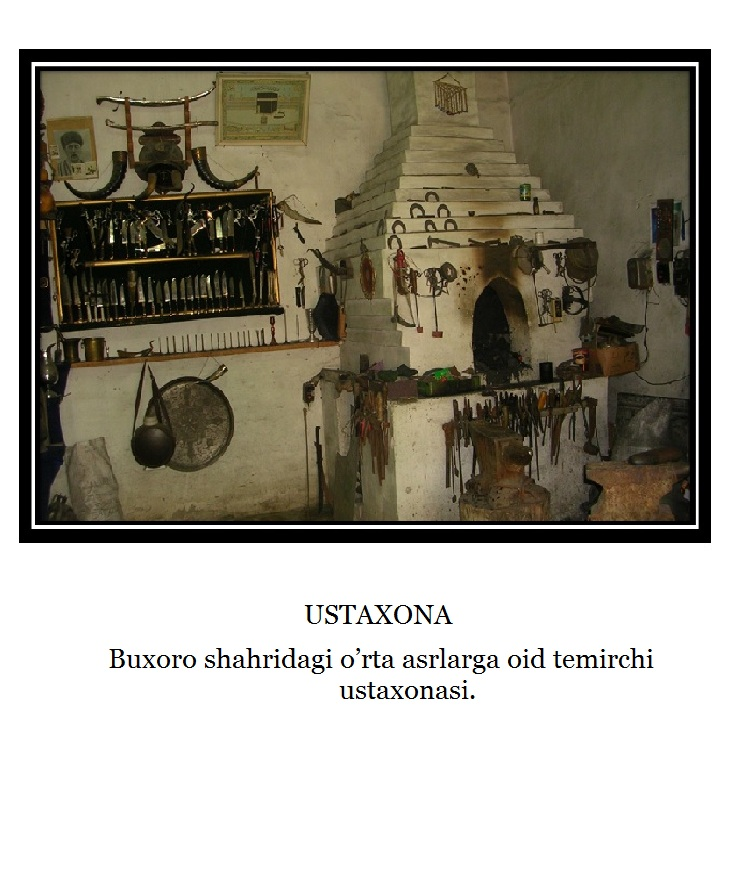 USTAXONA
Buxoro shahridagi o’rta asrlarga oid temirchi
ustaxonasi.